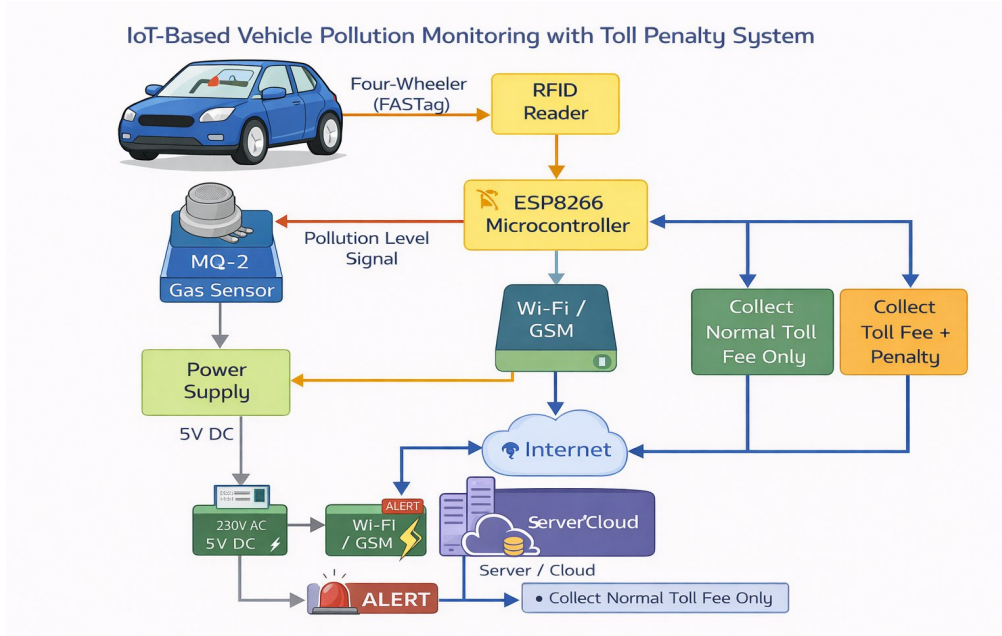 IoT-Based Vehicle Pollution Monitoring with Toll Penalty System
Four-Wheeler
(FASTag)
RFID
Reader
ESP8266
Microcontroller
Pollution Level
Signal
MQ-2
Gas Sensor
Wi-Fi /
GSM
Collect
Normal Toll
Fee Only
Collect
Toll Fee +
Penalty
Power
Supply
5V DC
Internet
230V AC
5V DC
ALERT
Wi-FI
/ GSM
Server'Cloud
Server / Cloud
ALERT
• Collect Normal Toll Fee Only